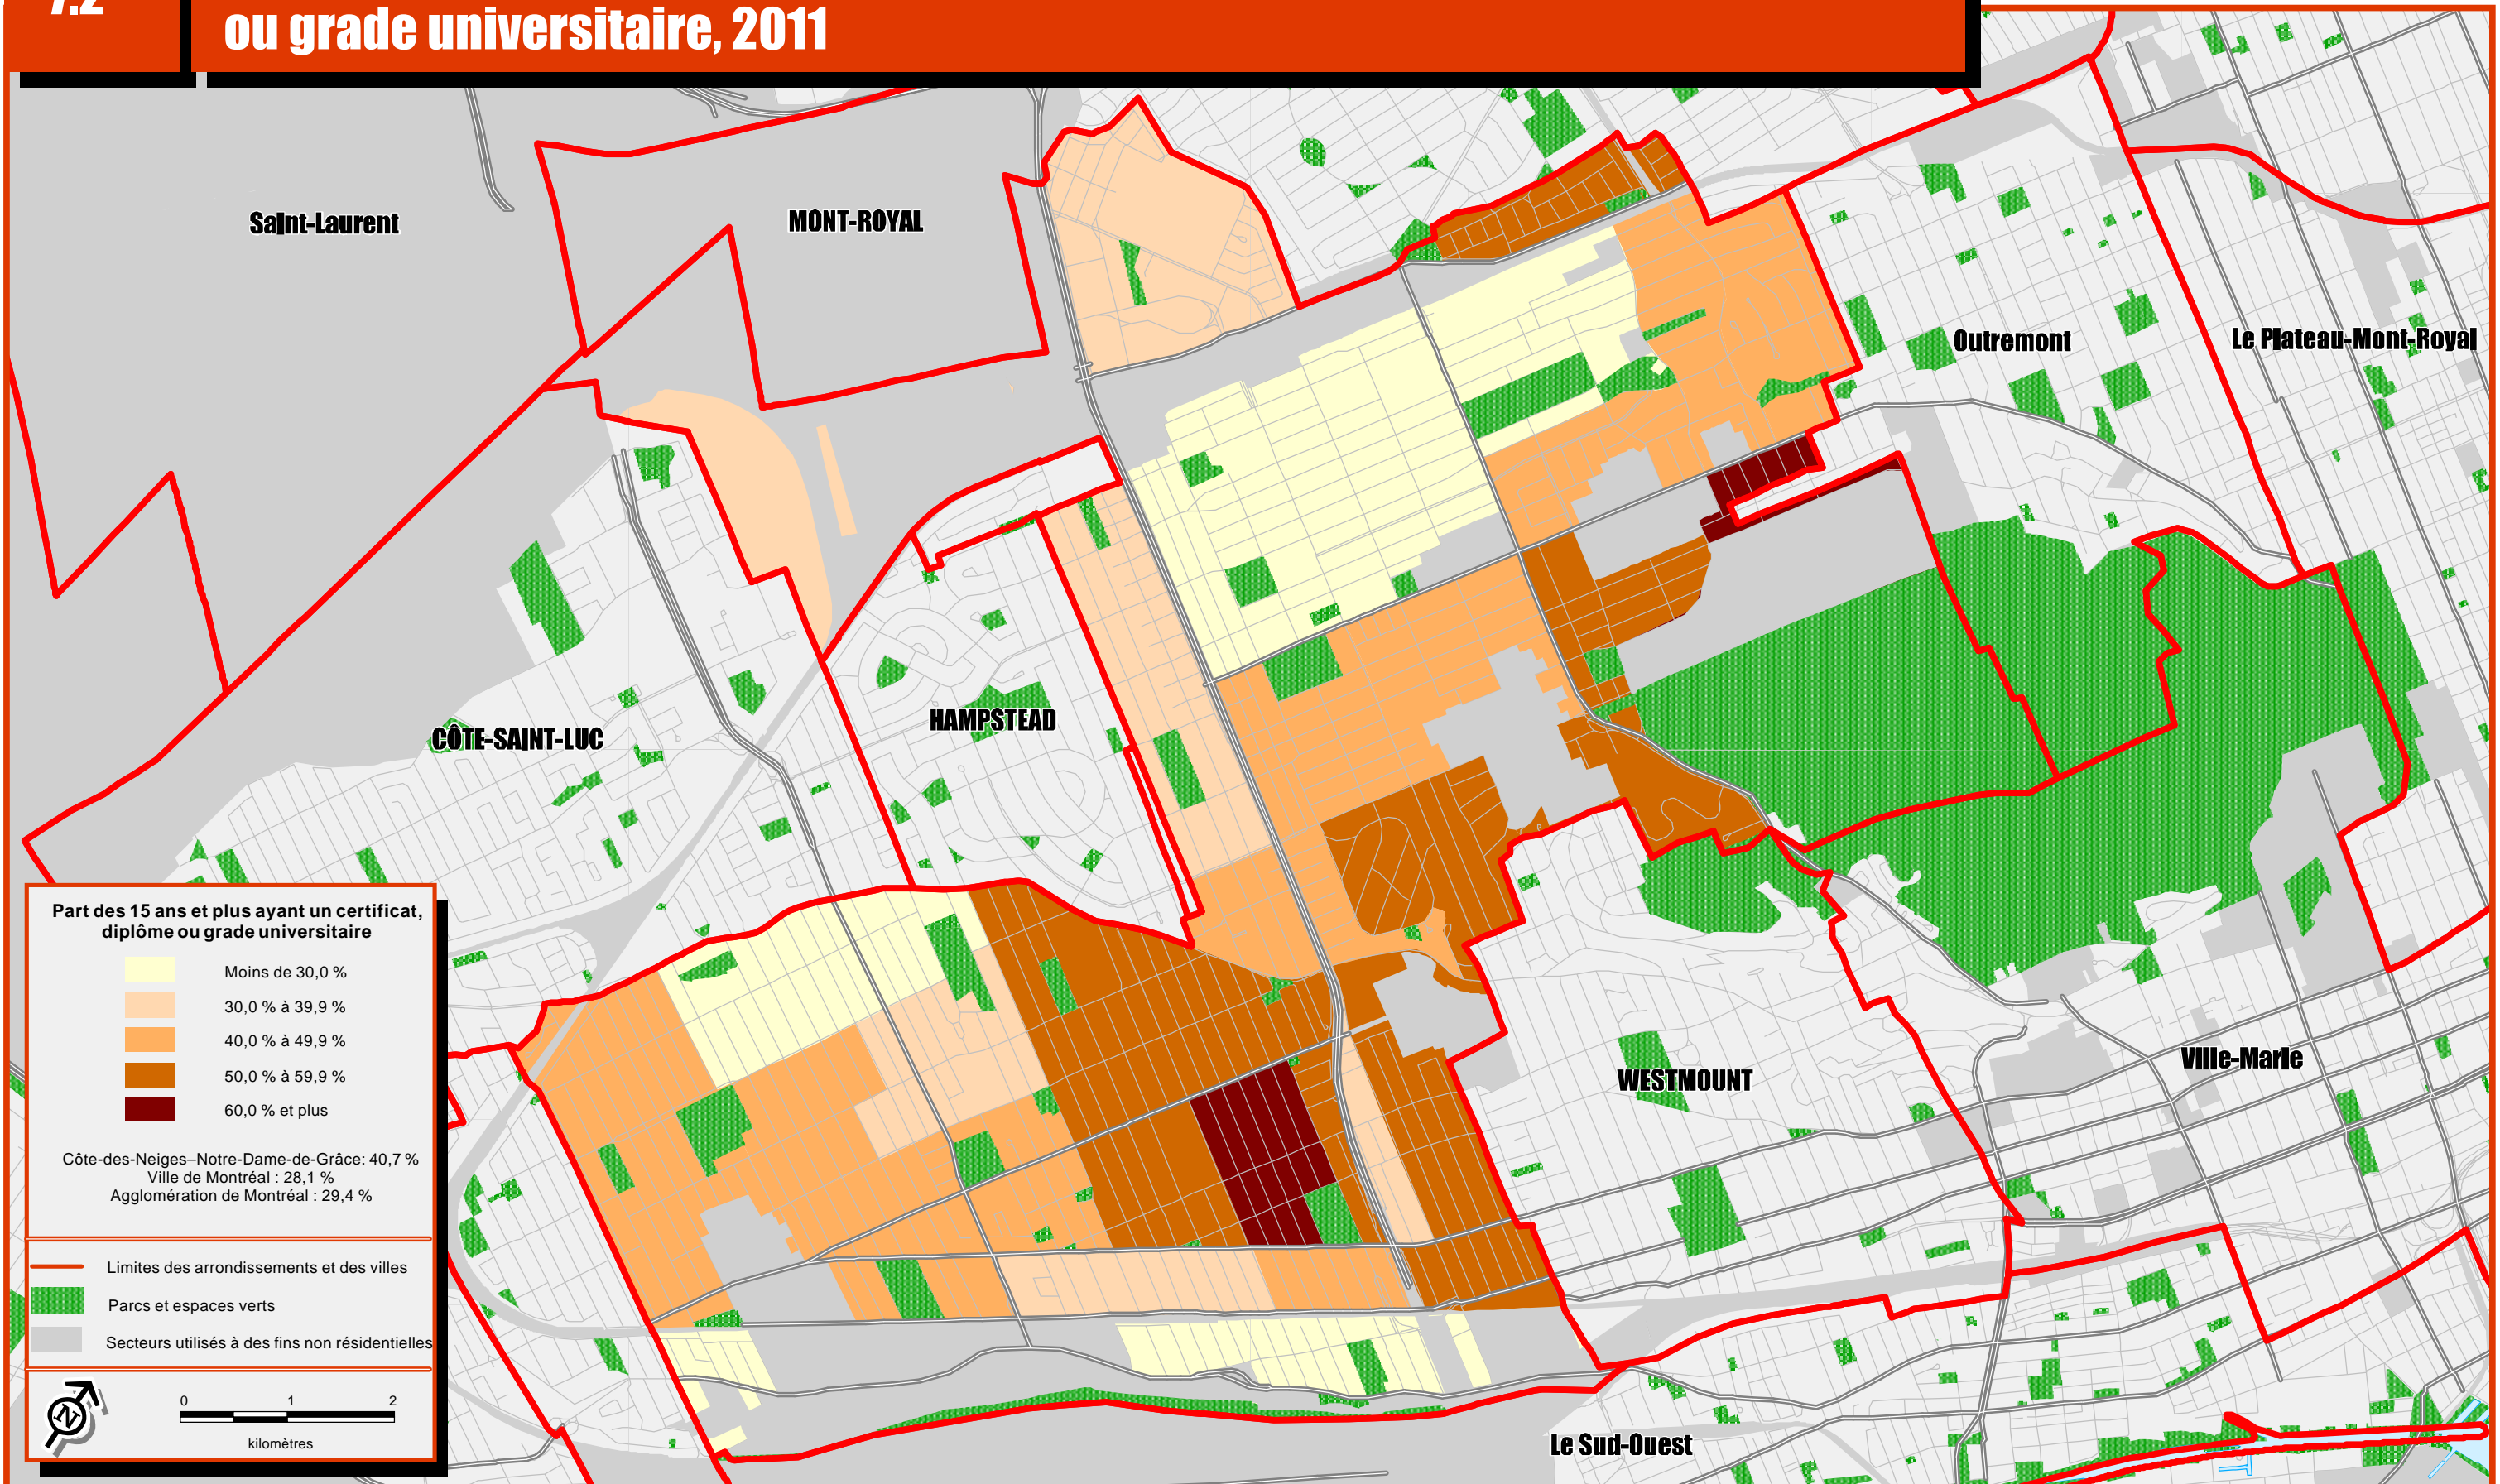 7.2
ou grade universitaire, 2011
Saint-Laurent
MONT-ROYAL
Outremont
Le Plateau-Mont-Royal
CÔTE-SAINT-LUC
HAMPSTEAD
WESTMOUNT
Ville-Marie
Le Sud-Ouest
Part des 15 ans et plus ayant un certificat,
diplôme ou grade universitaire
Moins de 30,0 %
30,0 % à 39,9 %
40,0 % à 49,9 %
50,0 % à 59,9 %
60,0 % et plus
Côte-des-Neiges–Notre-Dame-de-Grâce: 40,7 %
Ville de Montréal : 28,1 %
Agglomération de Montréal : 29,4 %
Limites des arrondissements et des villes
Parcs et espaces verts
Secteurs utilisés à des fins non résidentielles
N
0 1 2
kilomètres